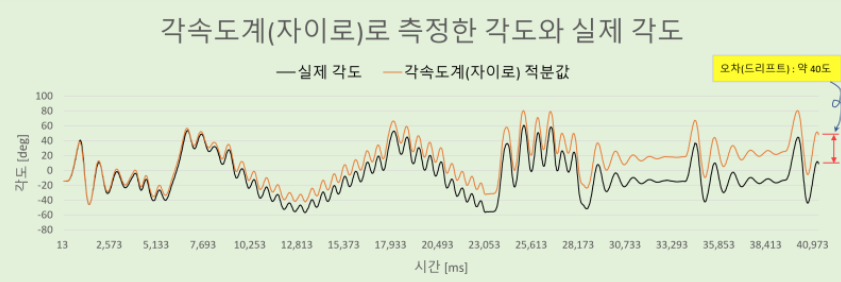 각속도계(자이로)로 측정한 각도와 실제 각도
실제 각도 각속도계(자이로) 적분값
오차(드리프트) : 약 40도
각도 [deg]
100
80
60
40
20
0
-20
-40
-60
-80
13 2,573 5,133 7,693 10,253 12,813 15,373 17,933 20,493 23,053 25,613 28,173 30,733 33,293 35,853 38,413 40,973
시간 [ms]